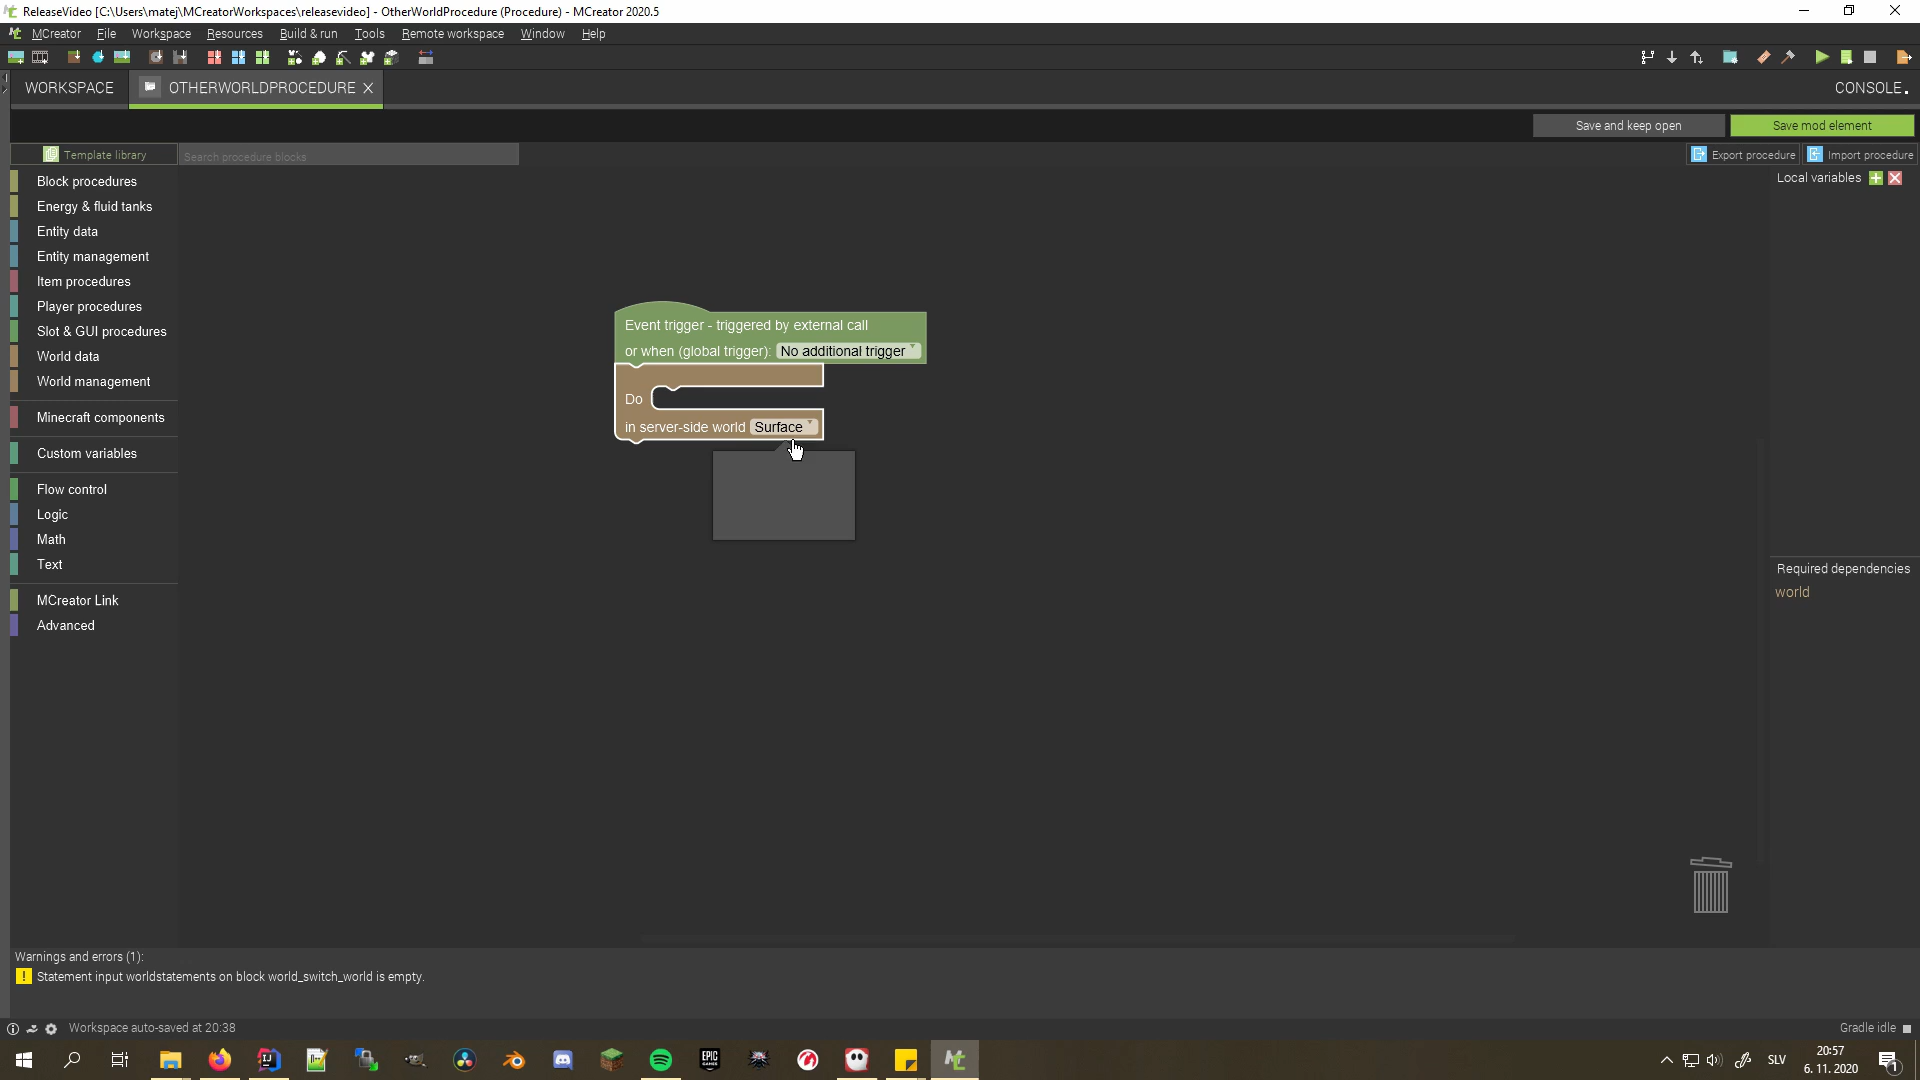 ReleaseVideo [C:\Users\matej\MCreatorWorkspaces\releasevideo] - OtherWorldProcedure (Procedure) - MCreator 2020.5
MCreator File Workspace Resources Build & run Tools Remote workspace Window Help
WORKSPACE OTHERWORLDPROCEDURE CONSOLE
Save and keep open Save mod element
Template library Search procedure blocks Export procedure Import procedure
Local variables
Block procedures
Energy & fluid tanks
Entity data
Entity management
Item procedures
Player procedures
Slot & GUI procedures
World data
World management
Minecraft components
Custom variables
Flow control
Logic
Math
Text
MCreator Link
Advanced
Event trigger - triggered by external call
or when (global trigger): No additional trigger
Do
in server-side world Surface
Required dependencies
world
Warnings and errors (1):
Statement input worldstatements on block world_switch_world is empty.
Workspace auto-saved at 20:38 Gradle idle
EPIC GAMES SLV 20:57
6. 11. 2020 1